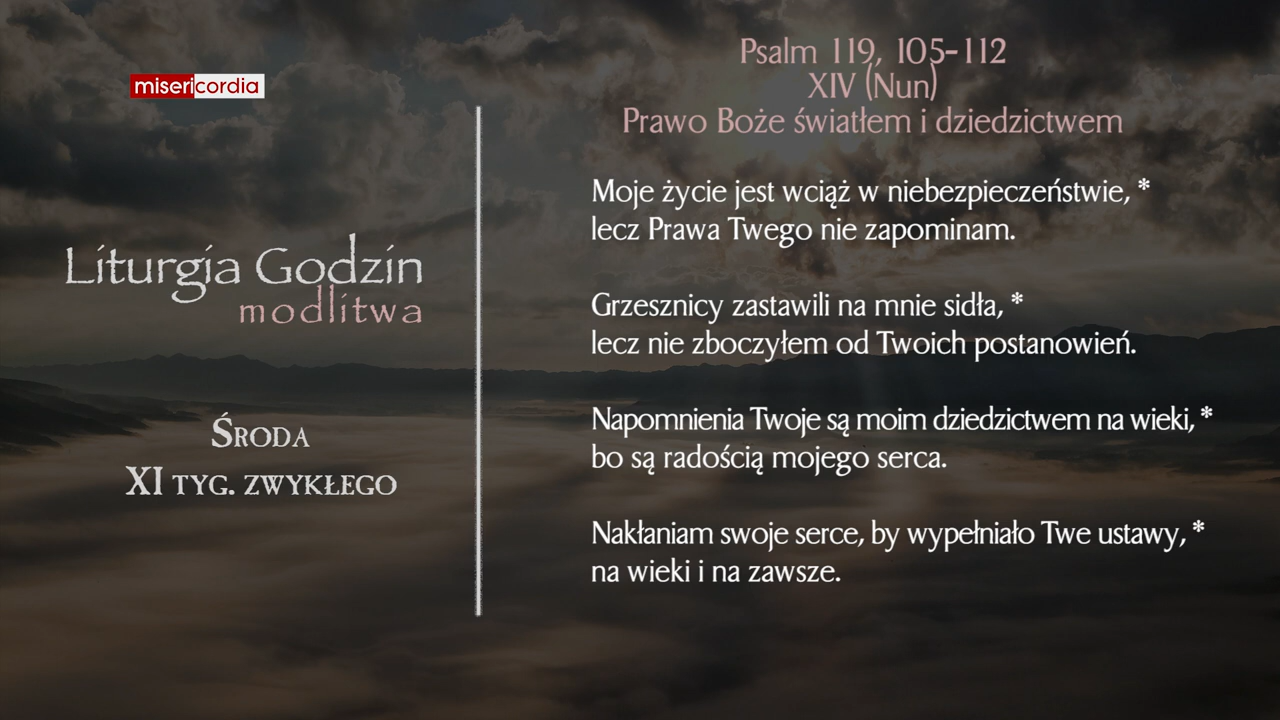 misericordia
Liturgia Godzin
modlitwa
Środa
XI tyg. zwykłego
Psalm 119, 105-112
XIV (Nun)
Prawo Boże światłem i dziedzictwem
Moje życie jest wciąż w niebezpieczeństwie, *
lecz Prawa Twego nie zapominam.
Grzesznicy zastawili na mnie sidła, *
lecz nie zboczyłem od Twoich postanowień.
Napomnienia Twoje są moim dziedzictwem na wieki, *
bo są radością mojego serca.
Nakłaniam swoje serce, by wypełniało Twe ustawy, *
na wieki i na zawsze.